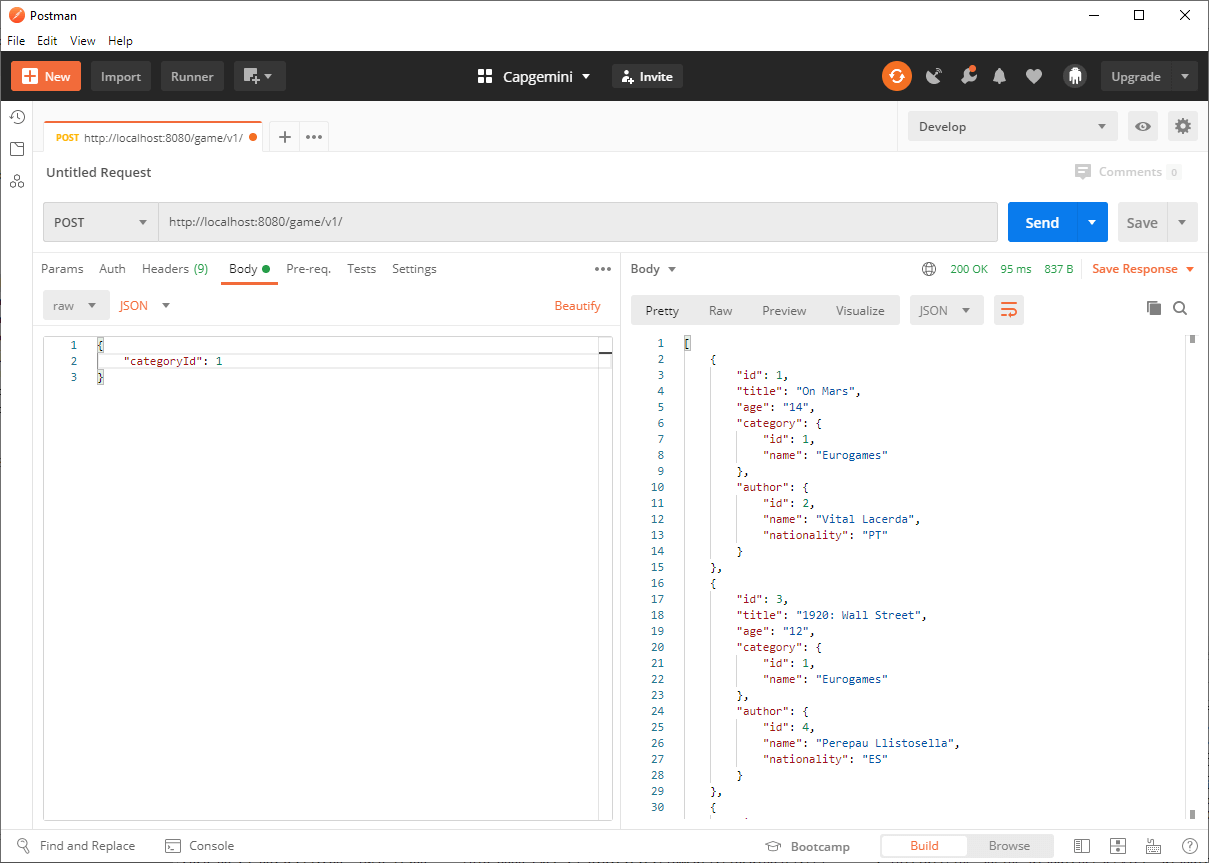 Postman
File Edit View Help
New Import Runner Capgemini Invite Upgrade
POST http://localhost:8080/game/v1/ Develop
Untitled Request Comments 0
POST http://localhost:8080/game/v1/ Send Save
Params Auth Headers (9) Body Pre-req. Tests Settings
raw JSON Beautify
1 {
2 "categoryId": 1
3 }
Body 200 OK 95 ms 837 B Save Response
Pretty Raw Preview Visualize JSON
1 [
2 {
3 "id": 1,
4 "title": "On Mars",
5 "age": "14",
6 "category": {
7 "id": 1,
8 "name": "Eurogames"
9 },
10 "author": {
11 "id": 2,
12 "name": "Vital Lacerda",
13 "nationality": "PT"
14 }
15 },
16 {
17 "id": 3,
18 "title": "1920: Wall Street",
19 "age": "12",
20 "category": {
21 "id": 1,
22 "name": "Eurogames"
23 },
24 "author": {
25 "id": 4,
26 "name": "Perepau Llistosella",
27 "nationality": "ES"
28 }
29 },
30 {
Find and Replace Console Bootcamp Build Browse